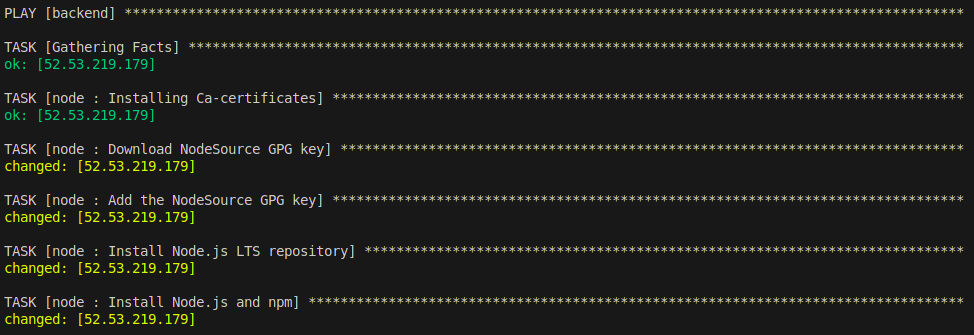 PLAY [backend] *********************************************************************************************************
TASK [Gathering Facts] *************************************************************************************************
ok: [52.53.219.179]
TASK [node : Installing Ca-certificates] *******************************************************************************
ok: [52.53.219.179]
TASK [node : Download NodeSource GPG key] ******************************************************************************
changed: [52.53.219.179]
TASK [node : Add the NodeSource GPG key] *******************************************************************************
changed: [52.53.219.179]
TASK [node : Install Node.js LTS repository] ***************************************************************************
changed: [52.53.219.179]
TASK [node : Install Node.js and npm] **********************************************************************************
changed: [52.53.219.179]